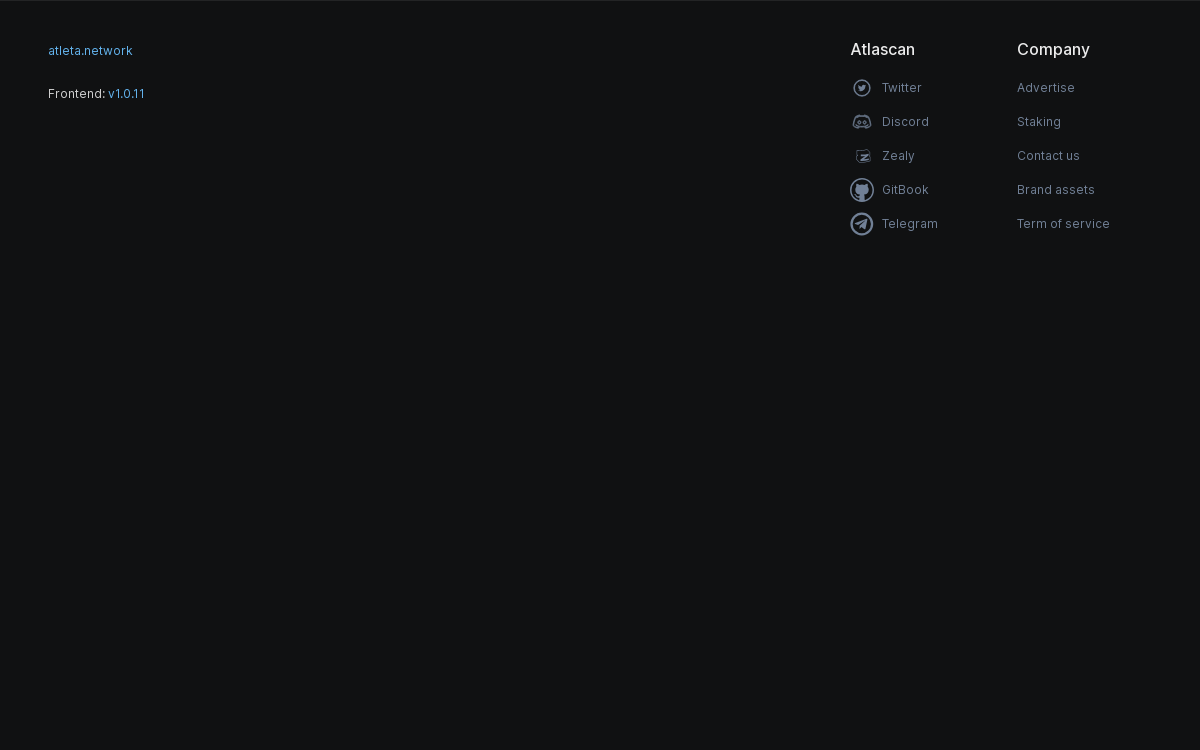 atleta.network
Frontend: v1.0.11
Atlascan
Twitter
Discord
Zealy
GitBook
Telegram
Company
Advertise
Staking
Contact us
Brand assets
Term of service